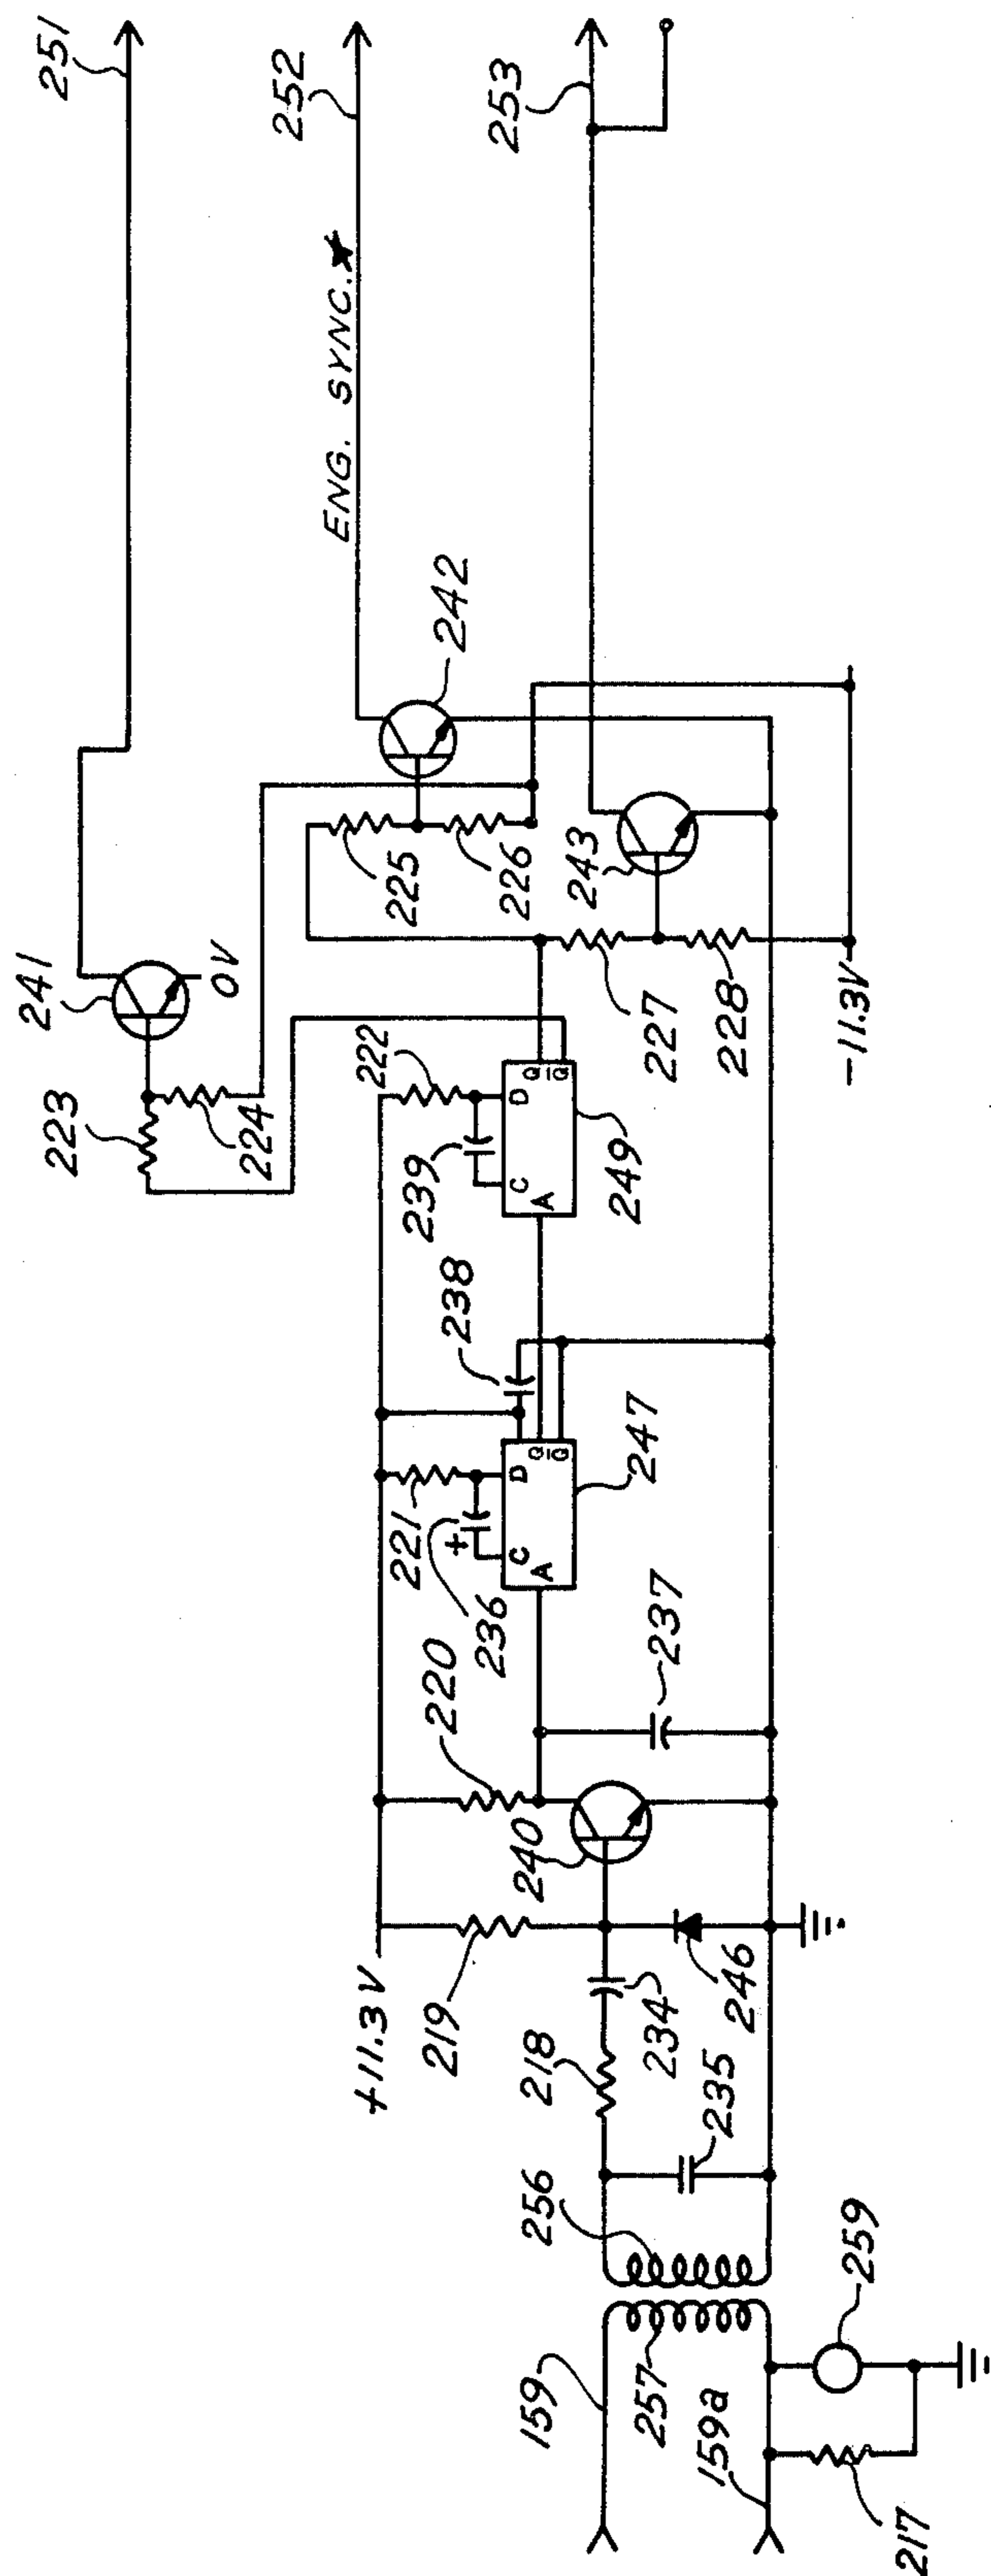 251
252
253
ENG. SYNC.★
241
242
0V
223
224
225
226
243
222
227
228
-11.3V
239
C
D
A
Q
Q̅
249
238
221
+
236
C
D
A
Q
Q̅
247
220
237
240
+11.3V
219
218
234
246
235
256
257
259
159
159a
217